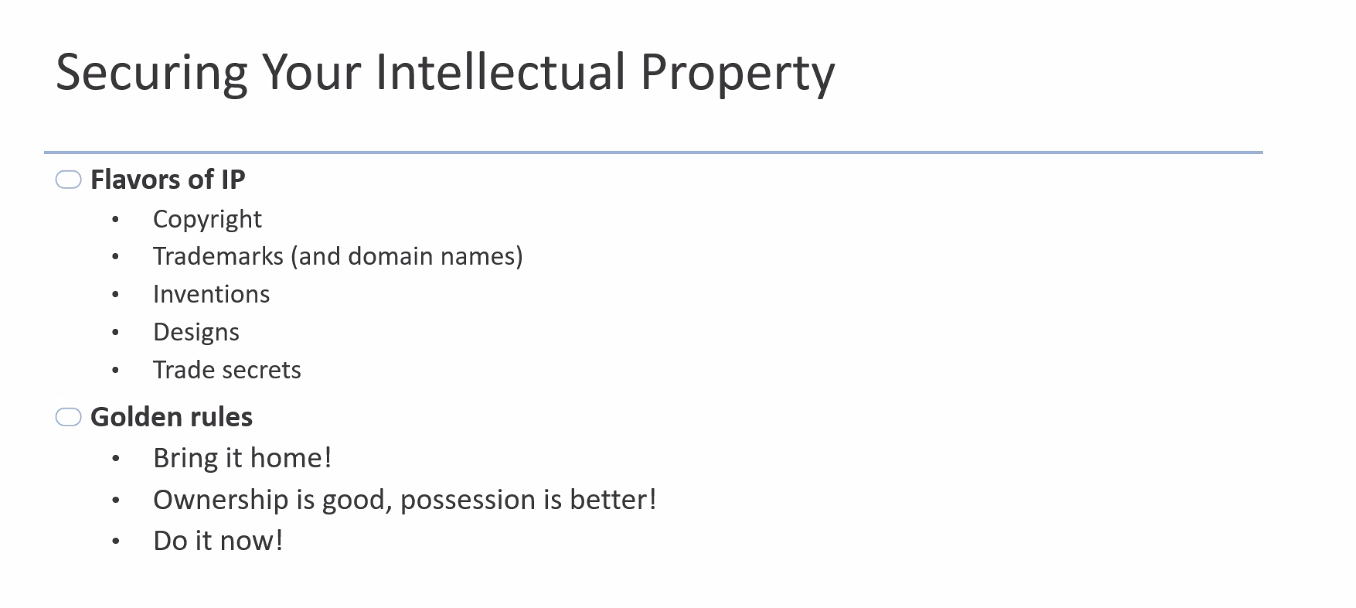 Securing Your Intellectual Property
Flavors of IP
• Copyright
• Trademarks (and domain names)
• Inventions
• Designs
• Trade secrets
Golden rules
• Bring it home!
• Ownership is good, possession is better!
• Do it now!